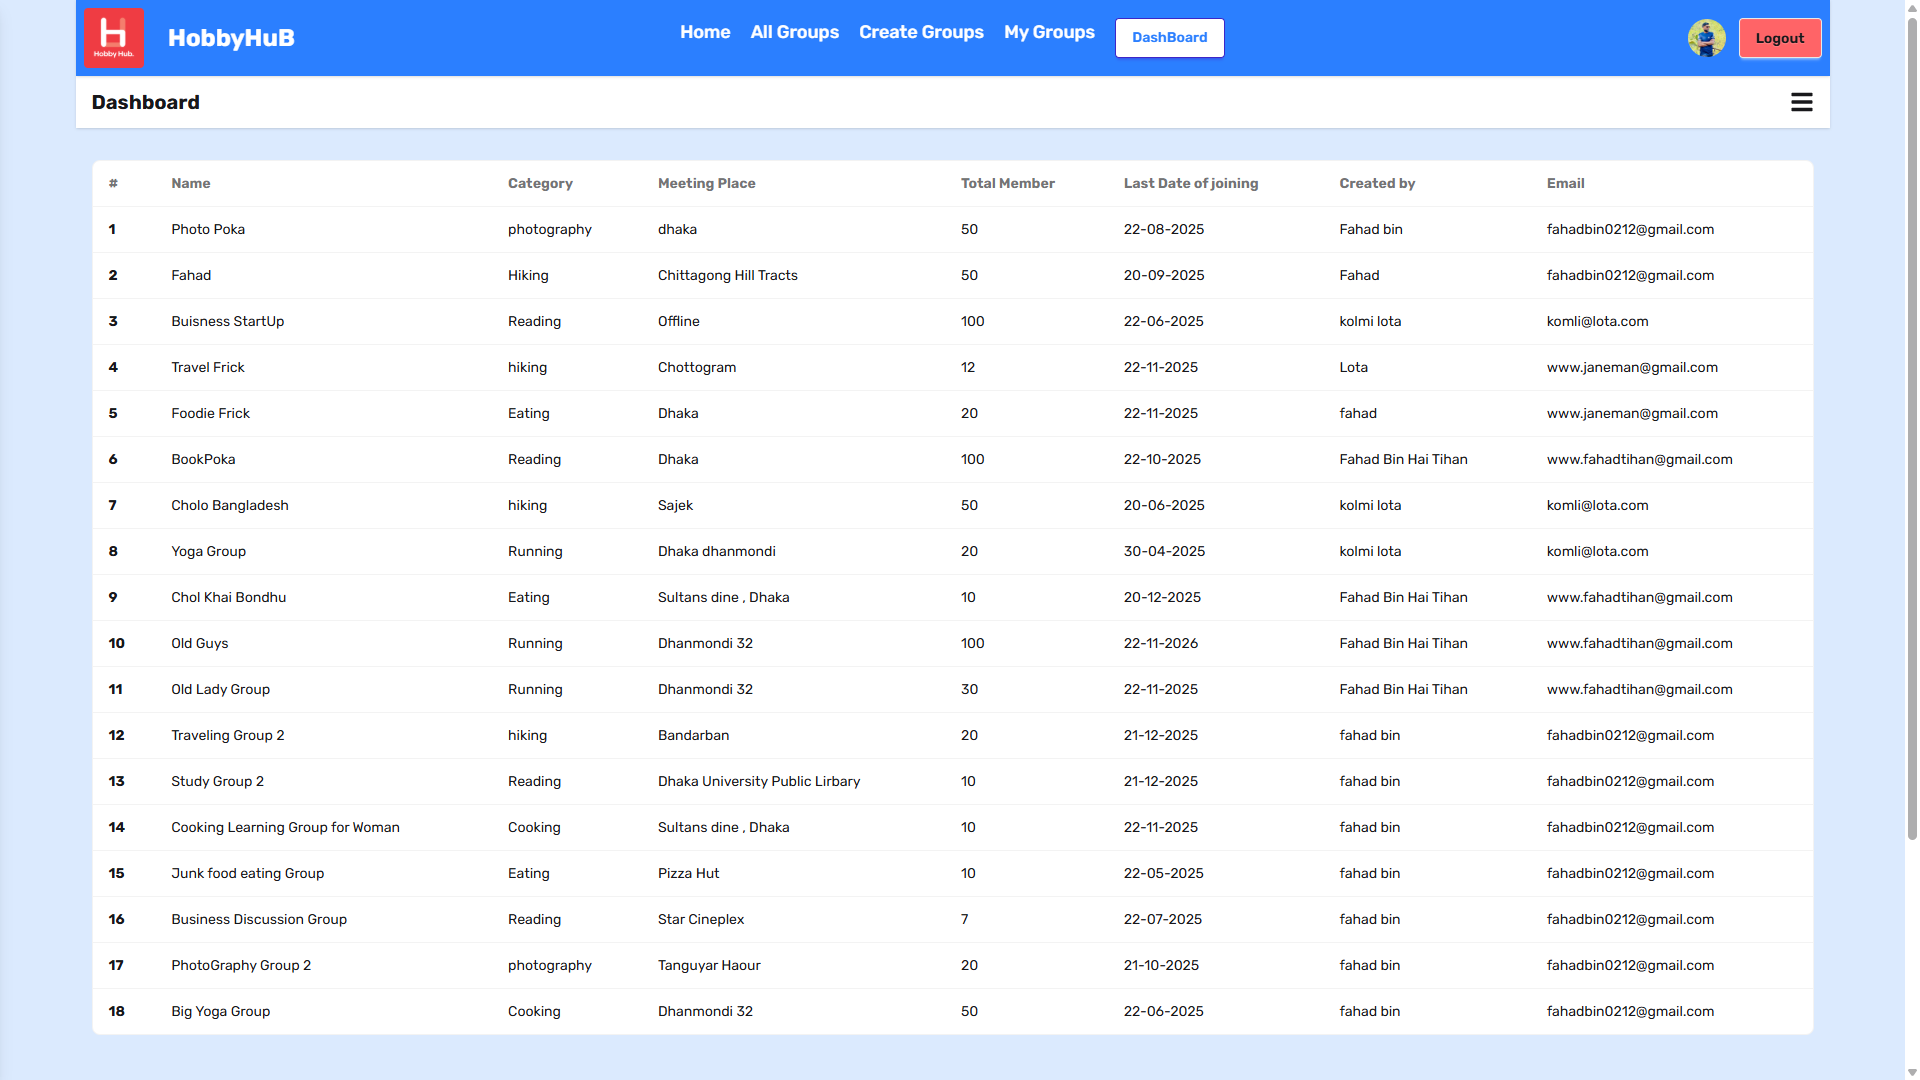 Hobby Hub.
HobbyHuB
Home All Groups Create Groups My Groups DashBoard
Logout
Dashboard
# Name Category Meeting Place Total Member Last Date of joining Created by Email
1 Photo Poka photography dhaka 50 22-08-2025 Fahad bin fahadbin0212@gmail.com
2 Fahad Hiking Chittagong Hill Tracts 50 20-09-2025 Fahad fahadbin0212@gmail.com
3 Buisness StartUp Reading Offline 100 22-06-2025 kolmi lota komli@lota.com
4 Travel Frick hiking Chottogram 12 22-11-2025 Lota www.janeman@gmail.com
5 Foodie Frick Eating Dhaka 20 22-11-2025 fahad www.janeman@gmail.com
6 BookPoka Reading Dhaka 100 22-10-2025 Fahad Bin Hai Tihan www.fahadtihan@gmail.com
7 Cholo Bangladesh hiking Sajek 50 20-06-2025 kolmi lota komli@lota.com
8 Yoga Group Running Dhaka dhanmondi 20 30-04-2025 kolmi lota komli@lota.com
9 Chol Khai Bondhu Eating Sultans dine , Dhaka 10 20-12-2025 Fahad Bin Hai Tihan www.fahadtihan@gmail.com
10 Old Guys Running Dhanmondi 32 100 22-11-2026 Fahad Bin Hai Tihan www.fahadtihan@gmail.com
11 Old Lady Group Running Dhanmondi 32 30 22-11-2025 Fahad Bin Hai Tihan www.fahadtihan@gmail.com
12 Traveling Group 2 hiking Bandarban 20 21-12-2025 fahad bin fahadbin0212@gmail.com
13 Study Group 2 Reading Dhaka University Public Lirbary 10 21-12-2025 fahad bin fahadbin0212@gmail.com
14 Cooking Learning Group for Woman Cooking Sultans dine , Dhaka 10 22-11-2025 fahad bin fahadbin0212@gmail.com
15 Junk food eating Group Eating Pizza Hut 10 22-05-2025 fahad bin fahadbin0212@gmail.com
16 Business Discussion Group Reading Star Cineplex 7 22-07-2025 fahad bin fahadbin0212@gmail.com
17 PhotoGraphy Group 2 photography Tanguyar Haour 20 21-10-2025 fahad bin fahadbin0212@gmail.com
18 Big Yoga Group Cooking Dhanmondi 32 50 22-06-2025 fahad bin fahadbin0212@gmail.com